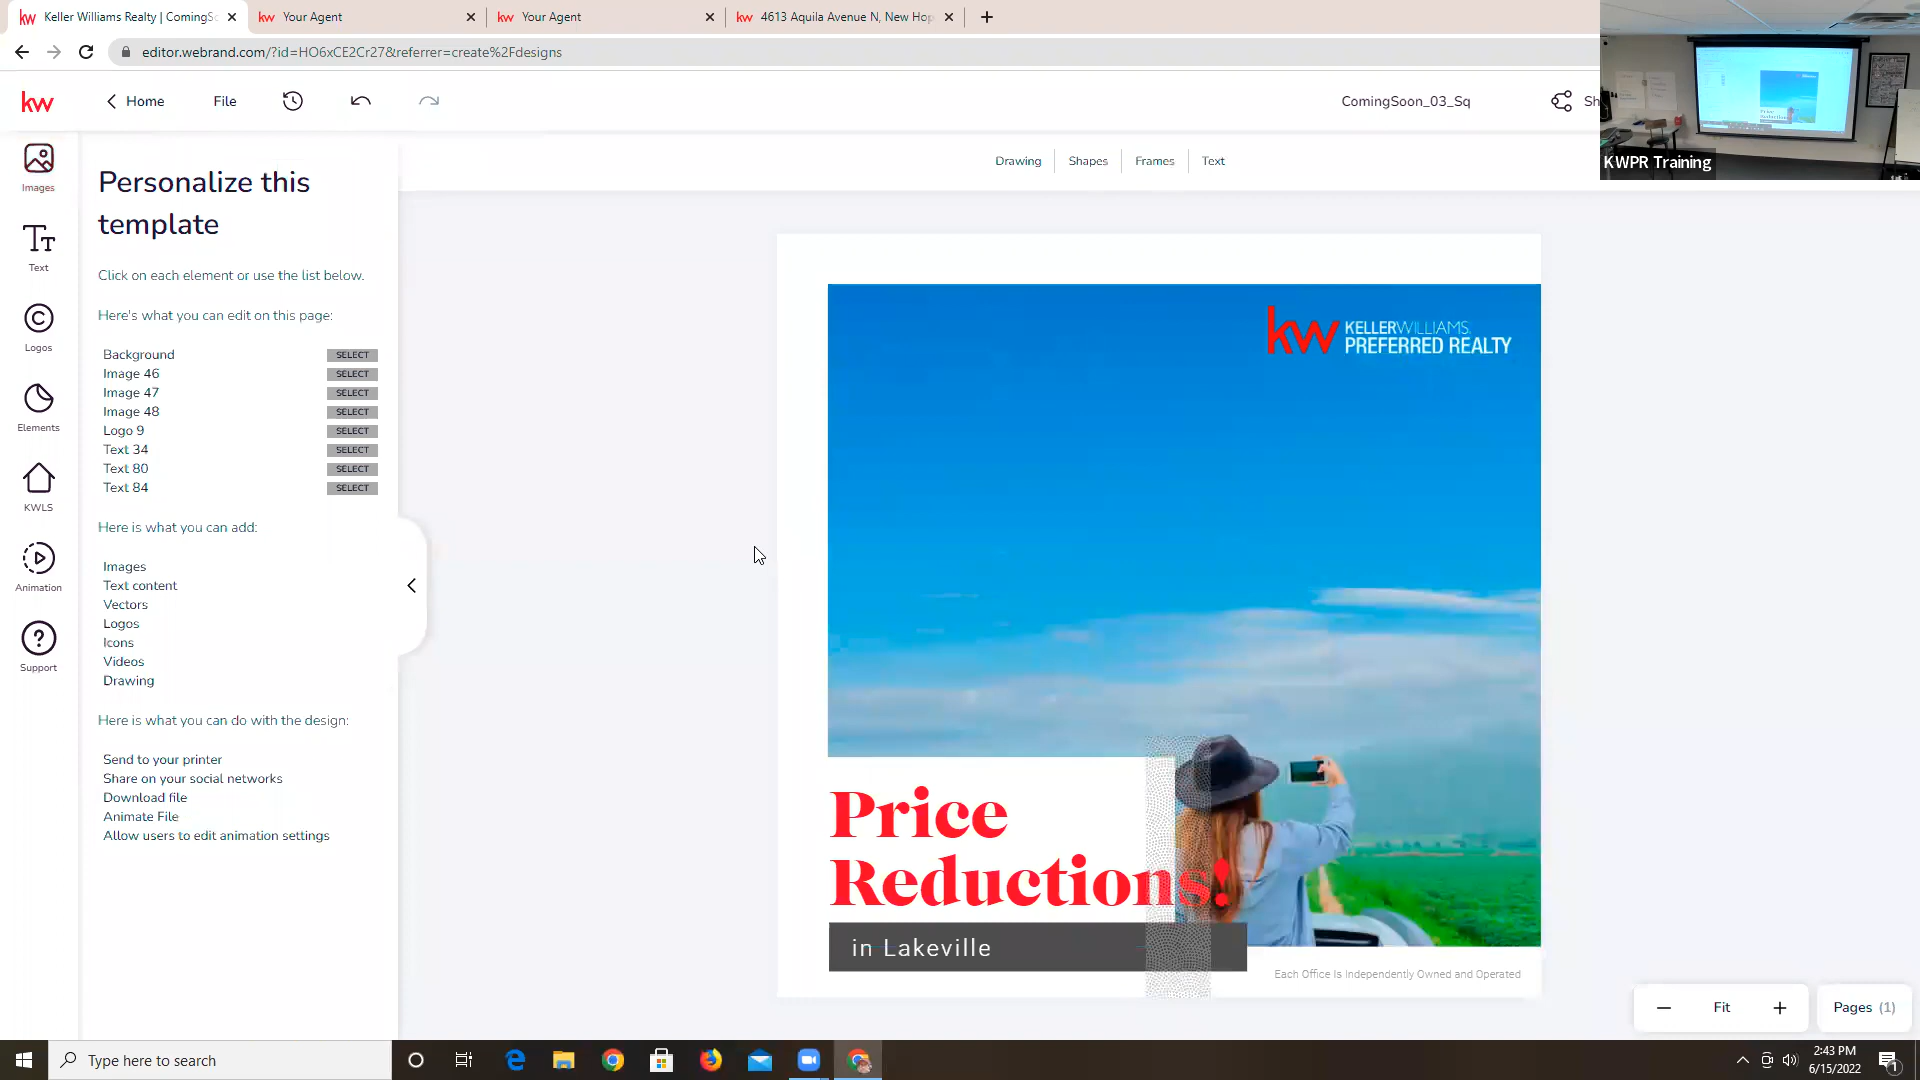 Keller Williams Realty | ComingSo
Your Agent
Your Agent
4613 Aquila Avenue N, New Hop
editor.webrand.com/?id=HO6xCE2Cr27&referrer=create%2Fdesigns
kw
Home
File
ComingSoon_03_Sq
Sh
KWPR Training
Drawing
Shapes
Frames
Text
Images
Text
Logos
Elements
KWLS
Animation
Support
Personalize this
template
Click on each element or use the list below.
Here's what you can edit on this page:
Background SELECT
Image 46 SELECT
Image 47 SELECT
Image 48 SELECT
Logo 9 SELECT
Text 34 SELECT
Text 80 SELECT
Text 84 SELECT
Here is what you can add:
Images
Text content
Vectors
Logos
Icons
Videos
Drawing
Here is what you can do with the design:
Send to your printer
Share on your social networks
Download file
Animate File
Allow users to edit animation settings
kw KELLERWILLIAMS.
PREFERRED REALTY
Price
Reductions!
in Lakeville
Each Office Is Independently Owned and Operated
Fit
Pages (1)
Type here to search
2:43 PM
6/15/2022
1